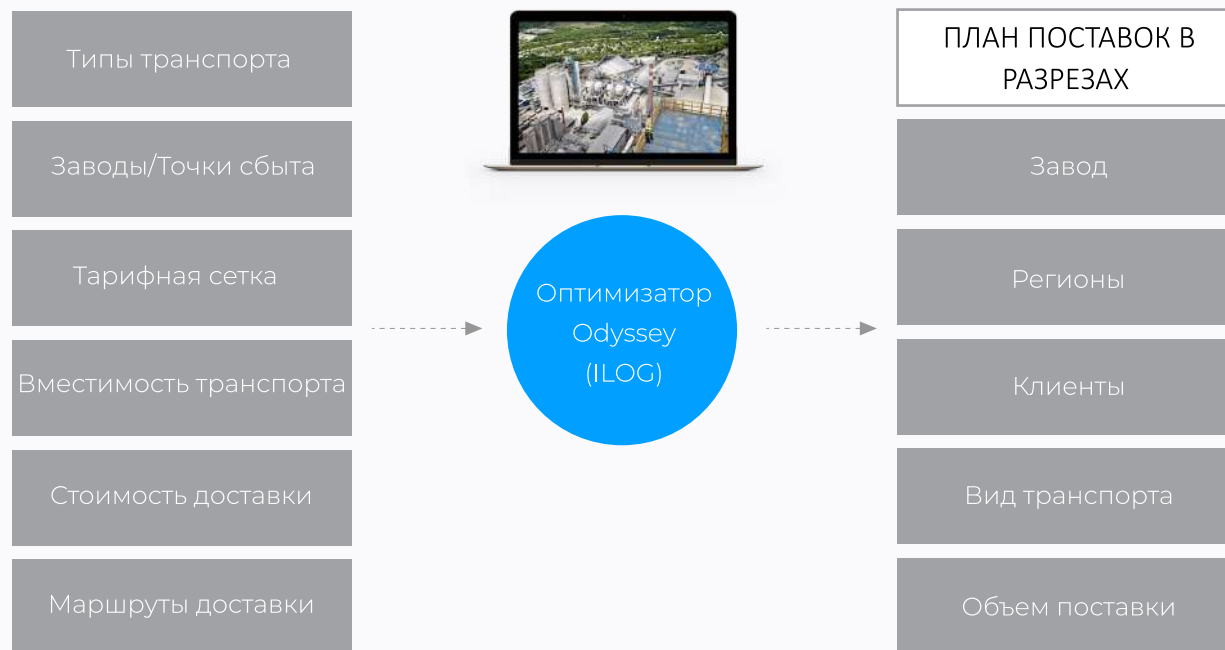 Типы транспорта
Заводы/Точки сбыта
Тарифная сетка
Вместимость транспорта
Стоимость доставки
Маршруты доставки
Оптимизатор
Odyssey
(ILOG)
ПЛАН ПОСТАВОК В
РАЗРЕЗАХ
Завод
Регионы
Клиенты
Вид транспорта
Объем поставки